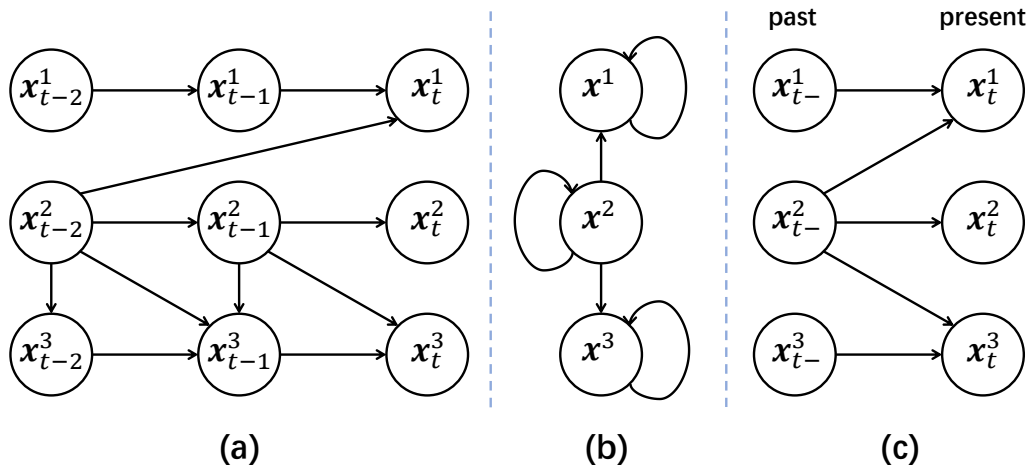 past present
x^1_{t−2} x^1_{t−1} x^1_t x^1 x^1_{t−} x^1_t
x^2_{t−2} x^2_{t−1} x^2_t x^2 x^2_{t−} x^2_t
x^3_{t−2} x^3_{t−1} x^3_t x^3 x^3_{t−} x^3_t
(a) (b) (c)